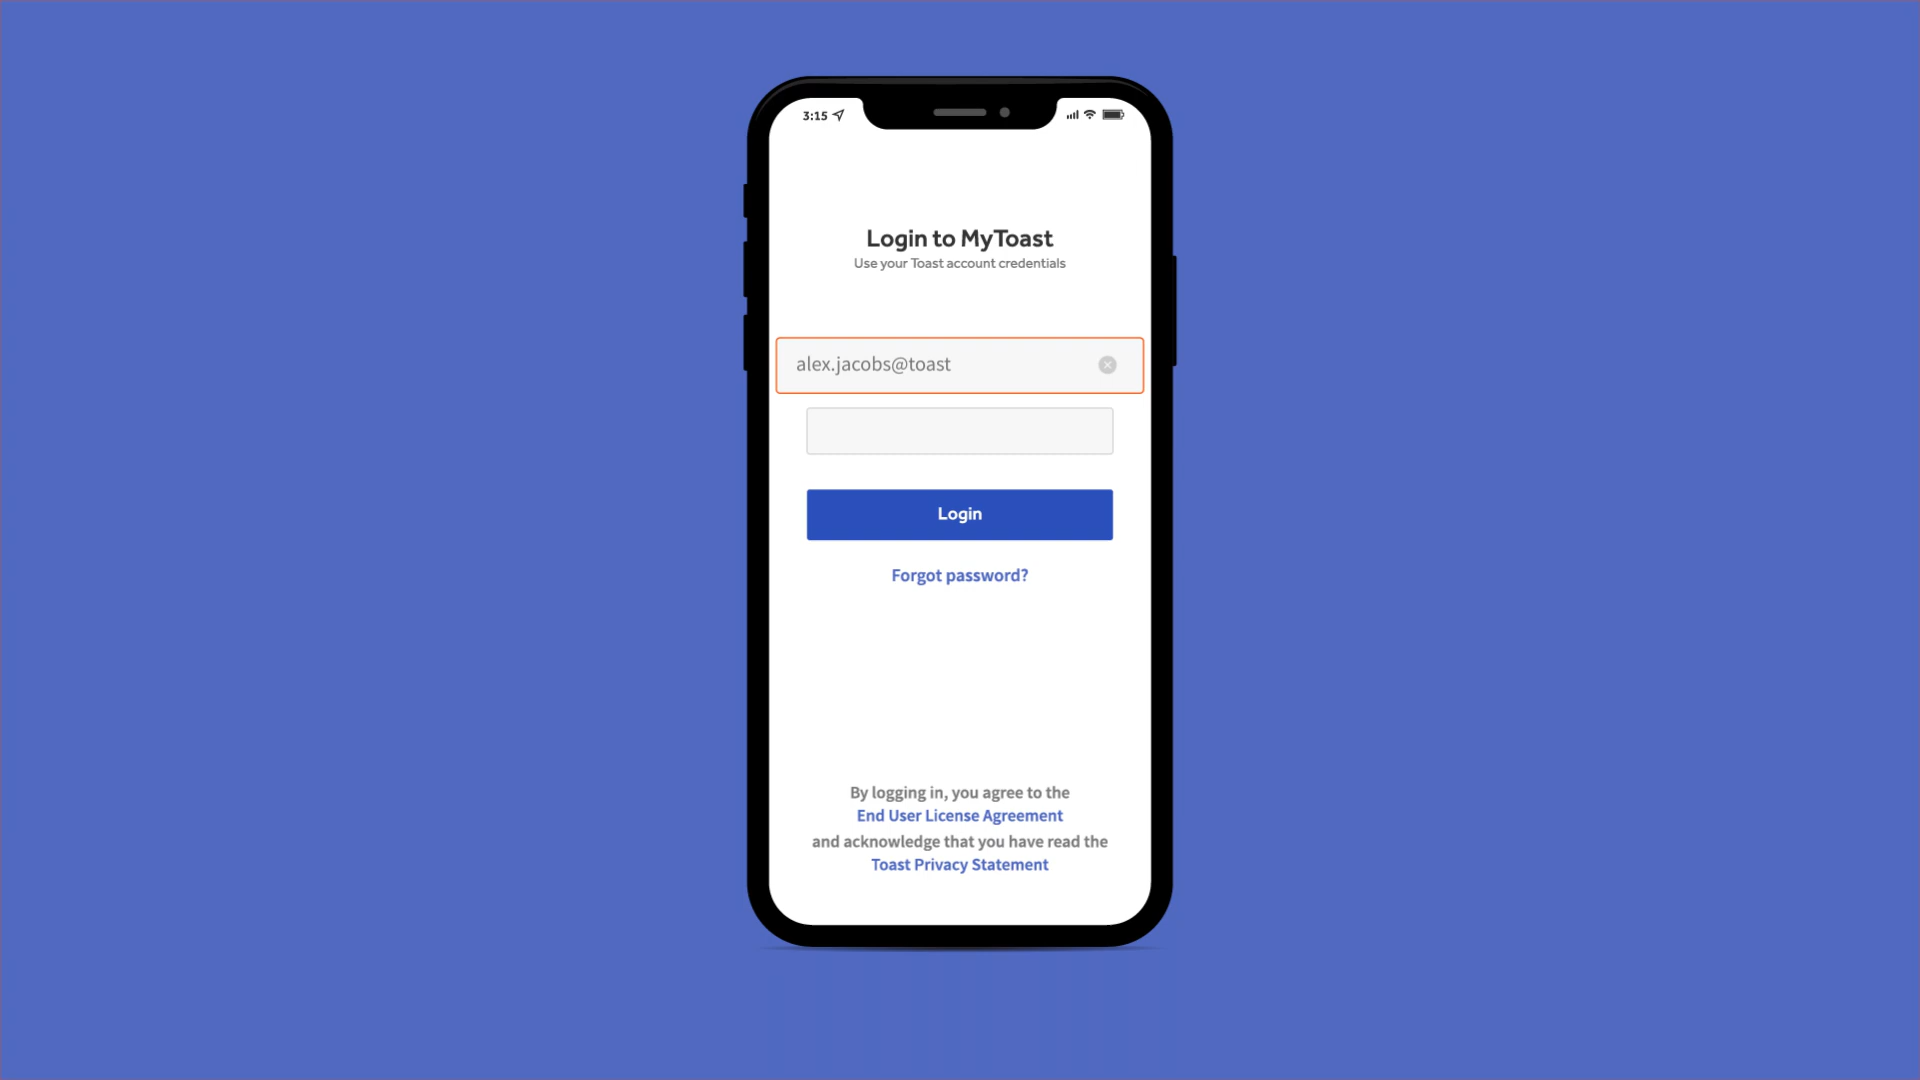 3:15
Login to MyToast
Use your Toast account credentials
alex.jacobs@toast
Login
Forgot password?
By logging in, you agree to the
End User License Agreement
and acknowledge that you have read the
Toast Privacy Statement